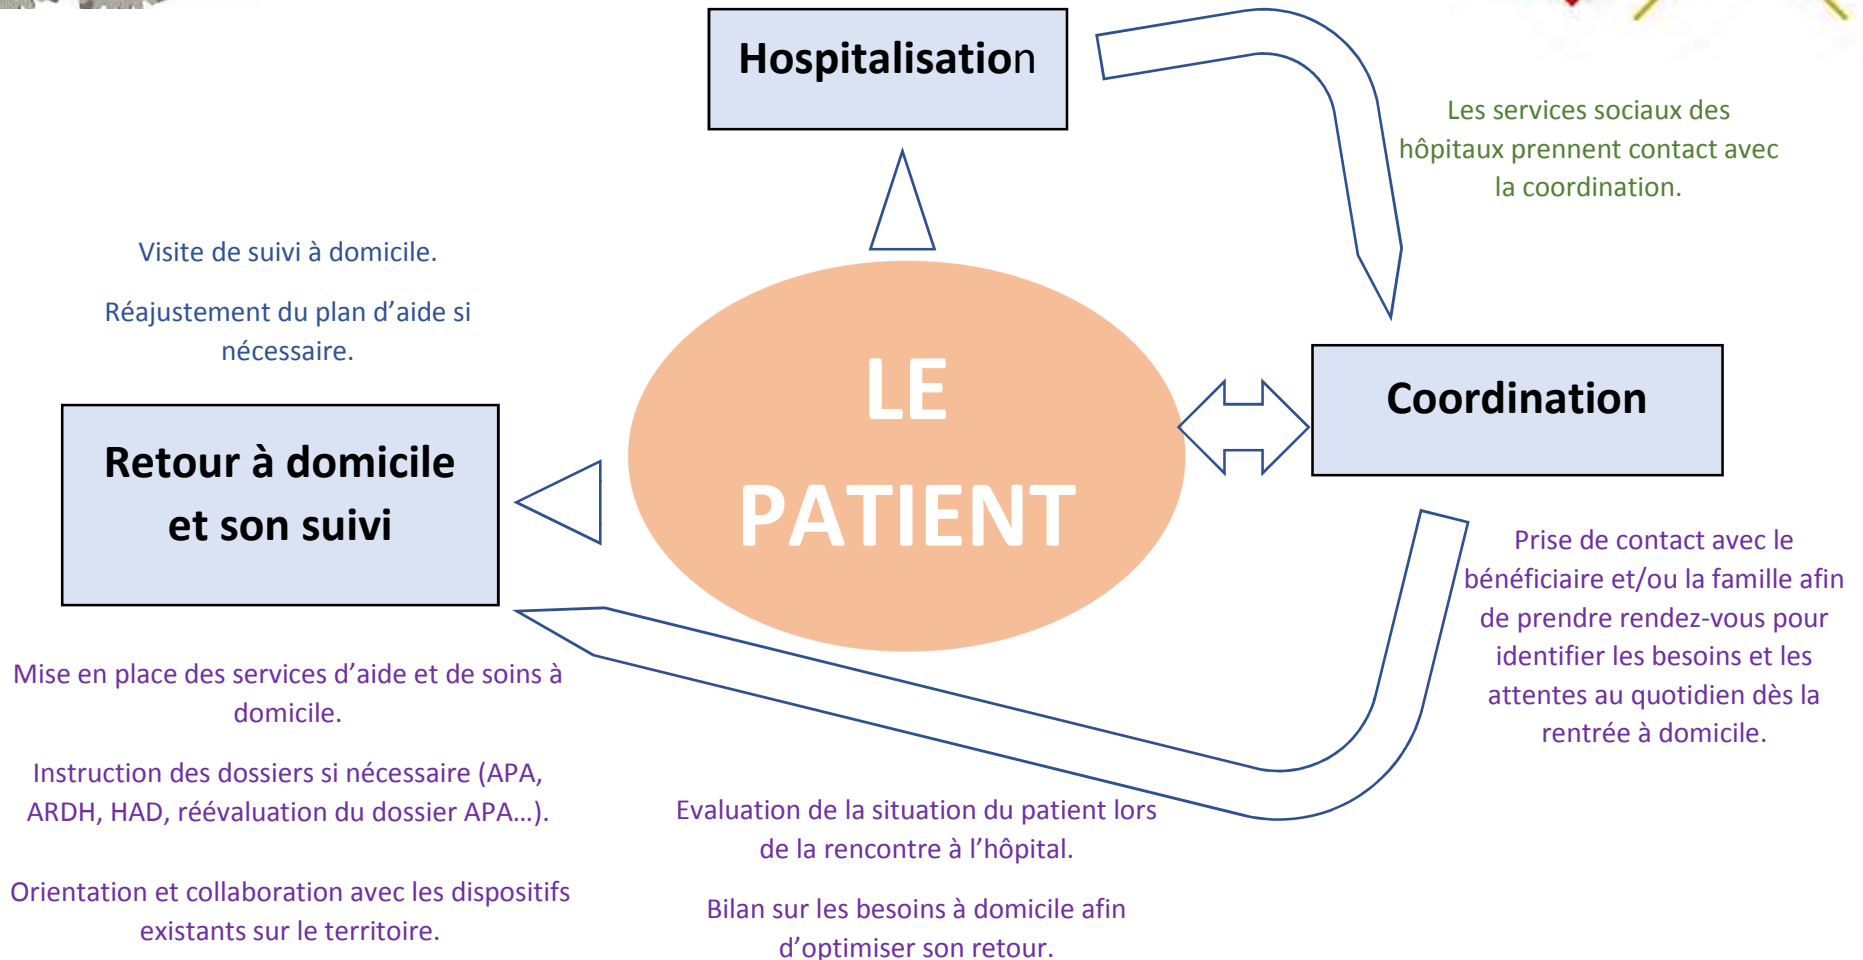 Hospitalisation
Les services sociaux des
hôpitaux prennent contact avec
la coordination.
Visite de suivi à domicile.
Réajustement du plan d’aide si
nécessaire.
LE
PATIENT
Coordination
Retour à domicile
et son suivi
Prise de contact avec le
bénéficiaire et/ou la famille afin
de prendre rendez-vous pour
identifier les besoins et les
attentes au quotidien dès la
rentrée à domicile.
Mise en place des services d’aide et de soins à
domicile.
Instruction des dossiers si nécessaire (APA,
ARDH, HAD, réévaluation du dossier APA…).
Orientation et collaboration avec les dispositifs
existants sur le territoire.
Evaluation de la situation du patient lors
de la rencontre à l’hôpital.
Bilan sur les besoins à domicile afin
d’optimiser son retour.